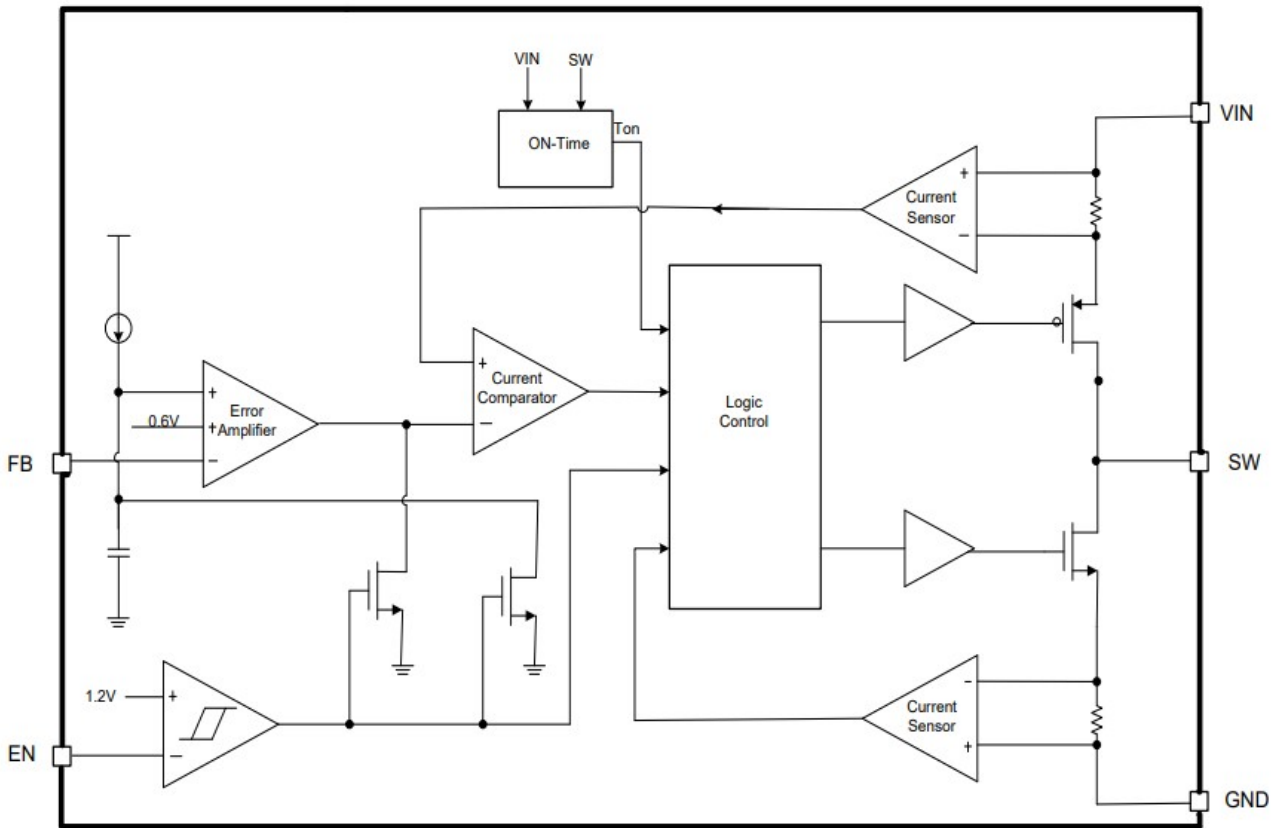 VIN SW
Ton
ON-Time
VIN
+
Current
Sensor
−
+
Current
Comparator
−
Logic
Control
+
0.6V
+
Error
Amplifier
−
FB
SW
1.2V
+
−
EN
−
Current
Sensor
+
GND